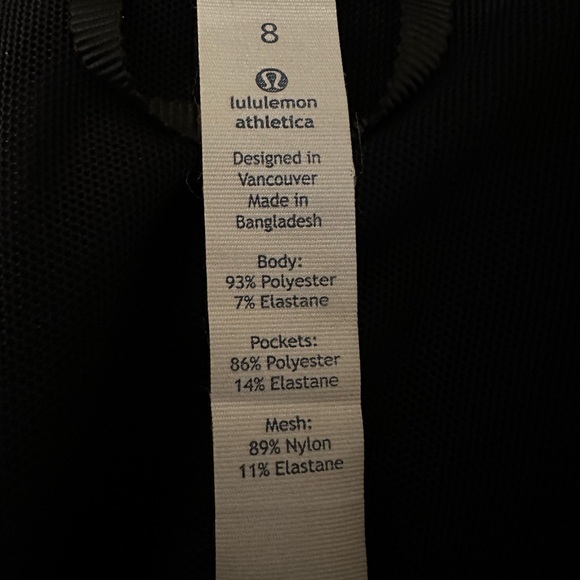 8
lululemon
athletica
Designed in
Vancouver
Made in
Bangladesh
Body:
93% Polyester
7% Elastane
Pockets:
86% Polyester
14% Elastane
Mesh:
89% Nylon
11% Elastane